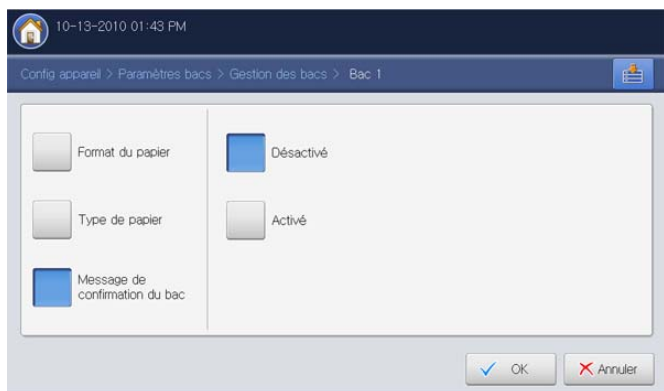 10-13-2010 01:43 PM
Config appareil > Paramètres bacs > Gestion des bacs > Bac 1
Format du papier
Désactivé
Type de papier
Activé
Message de
confirmation du bac
OK
Annuler